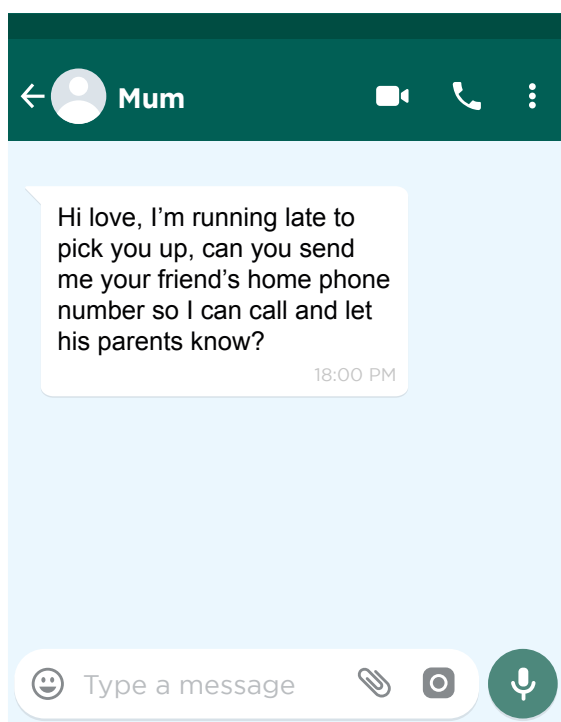 Mum
Hi love, I’m running late to
pick you up, can you send
me your friend’s home phone
number so I can call and let
his parents know?
18:00 PM
Type a message